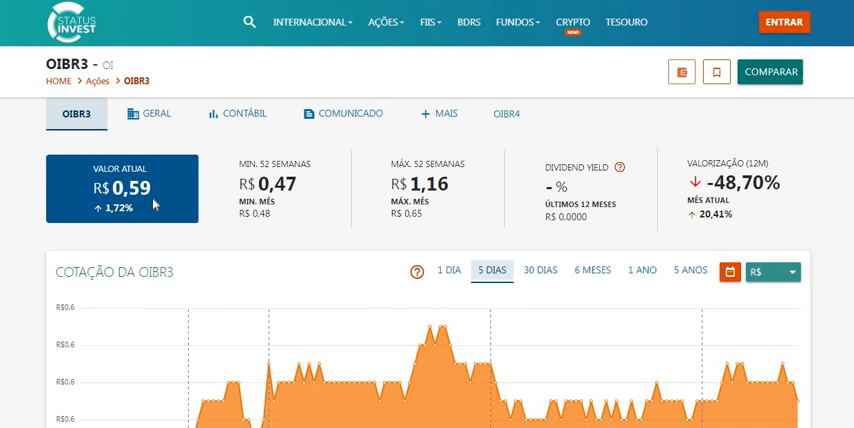 STATUS
INVEST
INTERNACIONAL
AÇÕES
FIIS
BDRS
FUNDOS
CRYPTO
NOVO
TESOURO
ENTRAR
OIBR3 - OI
HOME > Ações > OIBR3
COMPARAR
OIBR3
GERAL
CONTÁBIL
COMUNICADO
+ MAIS
OIBR4
VALOR ATUAL
R$ 0,59
1,72%
MIN. 52 SEMANAS
R$ 0,47
MIN. MÊS
R$ 0,48
MÁX. 52 SEMANAS
R$ 1,16
MÁX. MÊS
R$ 0,65
DIVIDEND YIELD ?
- %
ÚLTIMOS 12 MESES
R$ 0,0000
VALORIZAÇÃO (12M)
-48,70%
MÊS ATUAL
20,41%
COTAÇÃO DA OIBR3
?
1 DIA
5 DIAS
30 DIAS
6 MESES
1 ANO
5 ANOS
R$
R$0,6
R$0,6
R$0,6
R$0,6